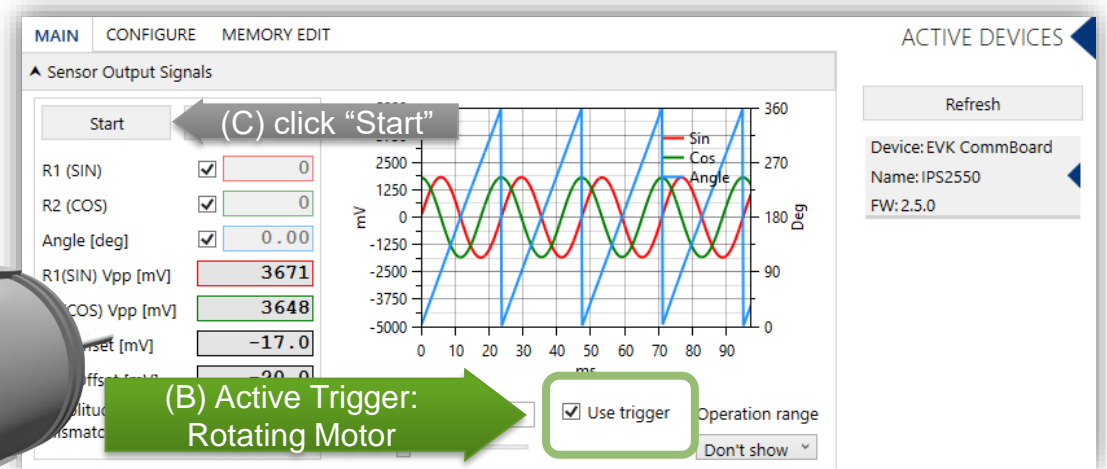 MAIN CONFIGURE MEMORY EDIT
ACTIVE DEVICES
Sensor Output Signals
Refresh
Start
(C) click “Start”
Device: EVK CommBoard
Name: IPS2550
FW: 2.5.0
R1 (SIN) 0
R2 (COS) 0
Angle [deg] 0.00
R1(SIN) Vpp [mV] 3671
COS) Vpp [mV] 3648
[mV] -17.0
2500
1250
0
-1250
-2500
-3750
-5000
mV
Sin
Cos
Angle
360
270
180
90
0
Deg
0 10 20 30 40 50 60 70 80 90
ms
(B) Active Trigger:
Rotating Motor
Use trigger
Operation range
Don't show